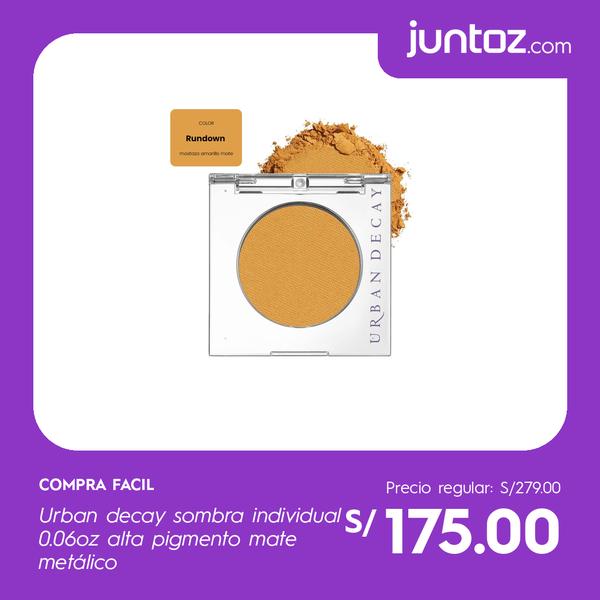 juntoz.com
COLOR
Rundown
mostaza amarillo mate
URBAN DECAY
COMPRA FACIL
Urban decay sombra individual
0.06oz alta pigmento mate
metálico
Precio regular: S/279.00
S/ 175.00